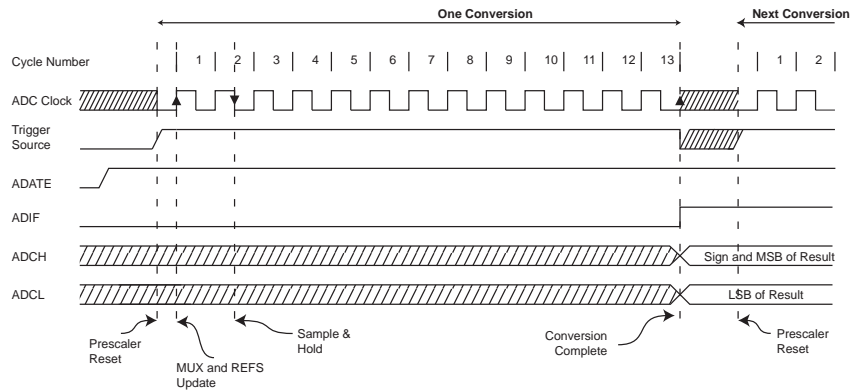 One Conversion
Next Conversion
Cycle Number
1 2 3 4 5 6 7 8 9 10 11 12 13 1 2
ADC Clock
Trigger
Source
ADATE
ADIF
ADCH
Sign and MSB of Result
ADCL
LSB of Result
Prescaler
Reset
MUX and REFS
Update
Sample &
Hold
Conversion
Complete
Prescaler
Reset